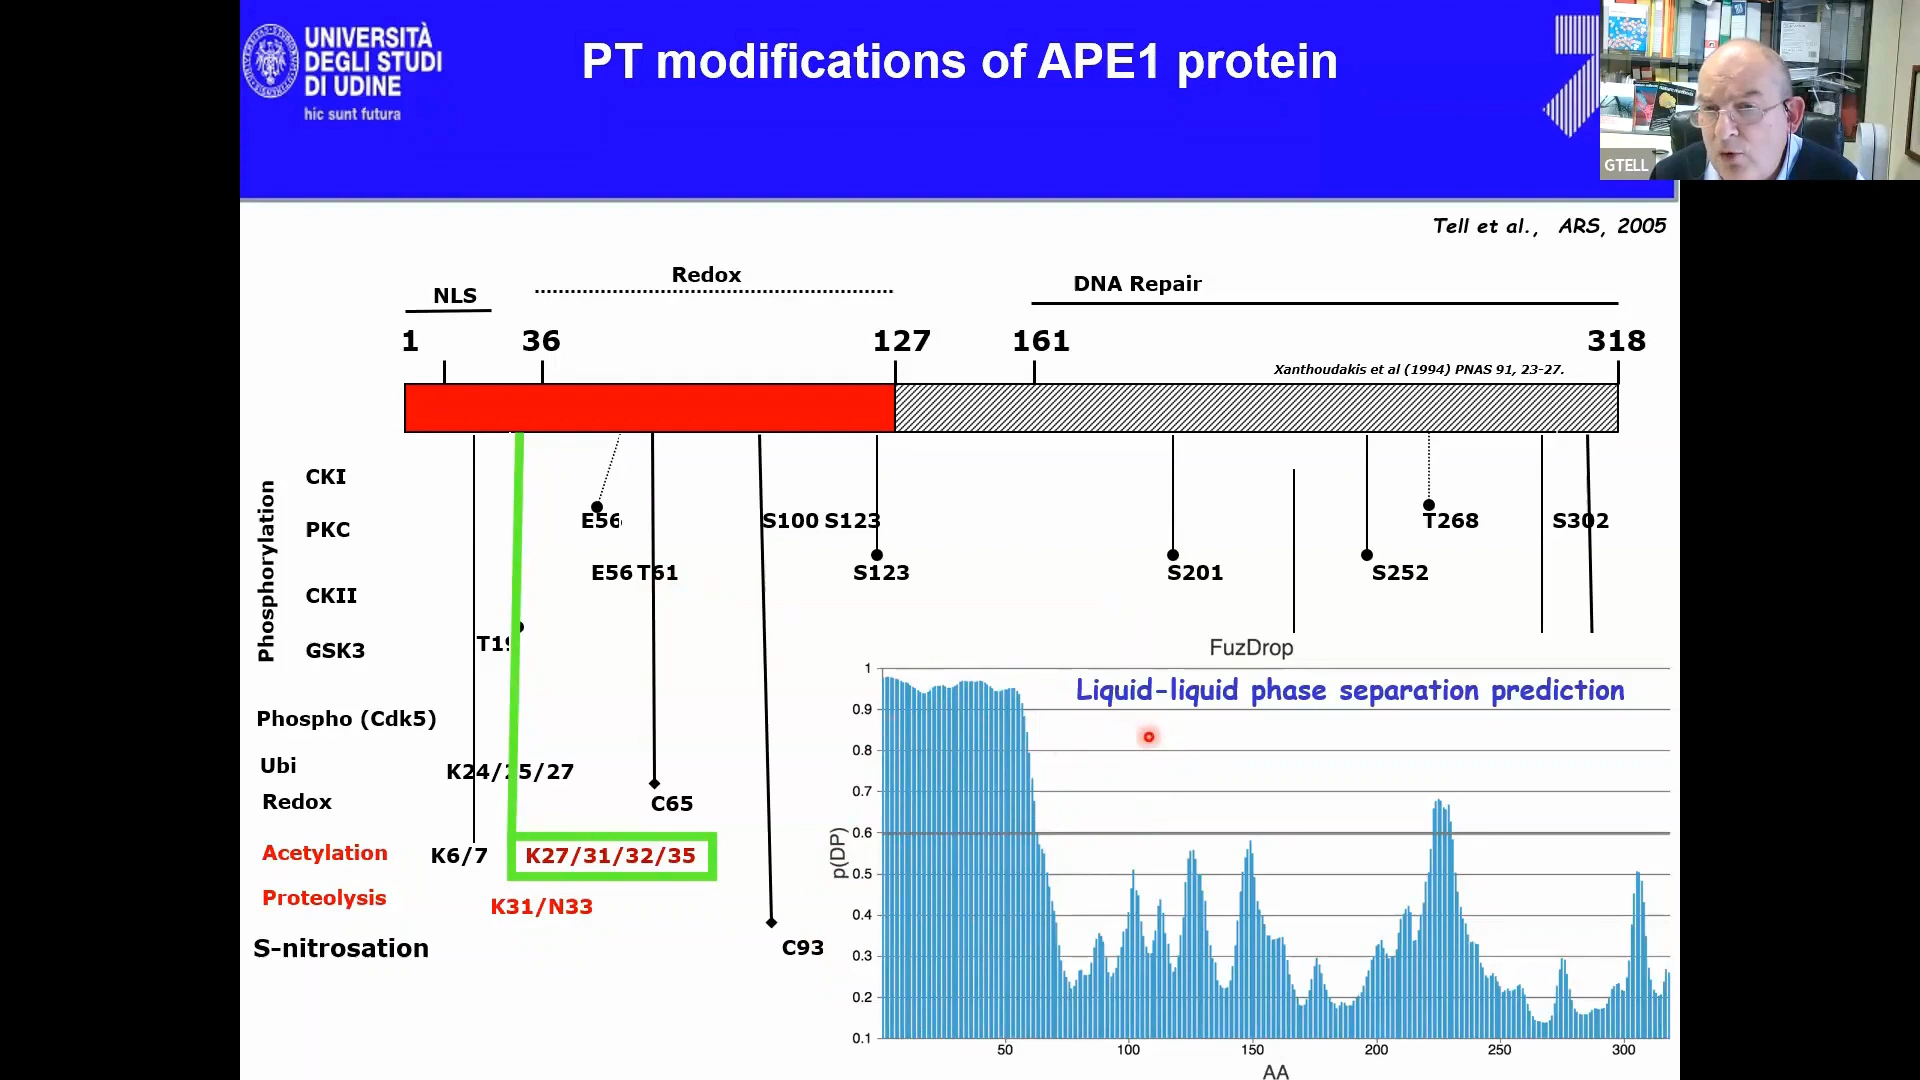 UNIVERSITÀ
DEGLI STUDI
DI UDINE
hic sunt futura
PT modifications of APE1 protein
GTELL
Tell et al., ARS, 2005
NLS
Redox
DNA Repair
1 36 127 161 318
Xanthoudakis et al (1994) PNAS 91, 23-27.
Phosphorylation
CKI
PKC
CKII
GSK3
E56 S100 S123 T268 S302
E56 T61 S123 S201 S252
T19
Phospho (Cdk5)
Ubi
K24/25/27
Redox
C65
Acetylation
K6/7
K27/31/32/35
Proteolysis
K31/N33
S-nitrosation
C93
FuzDrop
Liquid-liquid phase separation prediction
p(DP)
1
0.9
0.8
0.7
0.6
0.5
0.4
0.3
0.2
0.1
50 100 150 200 250 300
AA